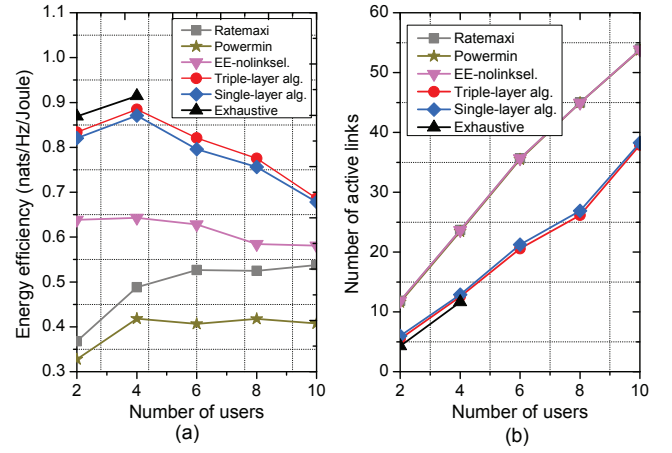 1.1
1.0
0.9
0.8
0.7
0.6
0.5
0.4
0.3
Energy efficiency (nats/Hz/Joule)
Ratemaxi
Powermin
EE-nolinksel.
Triple-layer alg.
Single-layer alg.
Exhaustive
2 4 6 8 10
Number of users
(a)
60
50
40
30
20
10
0
Number of active links
Ratemaxi
Powermin
EE-nolinksel.
Triple-layer alg.
Single-layer alg.
Exhaustive
2 4 6 8 10
Number of users
(b)